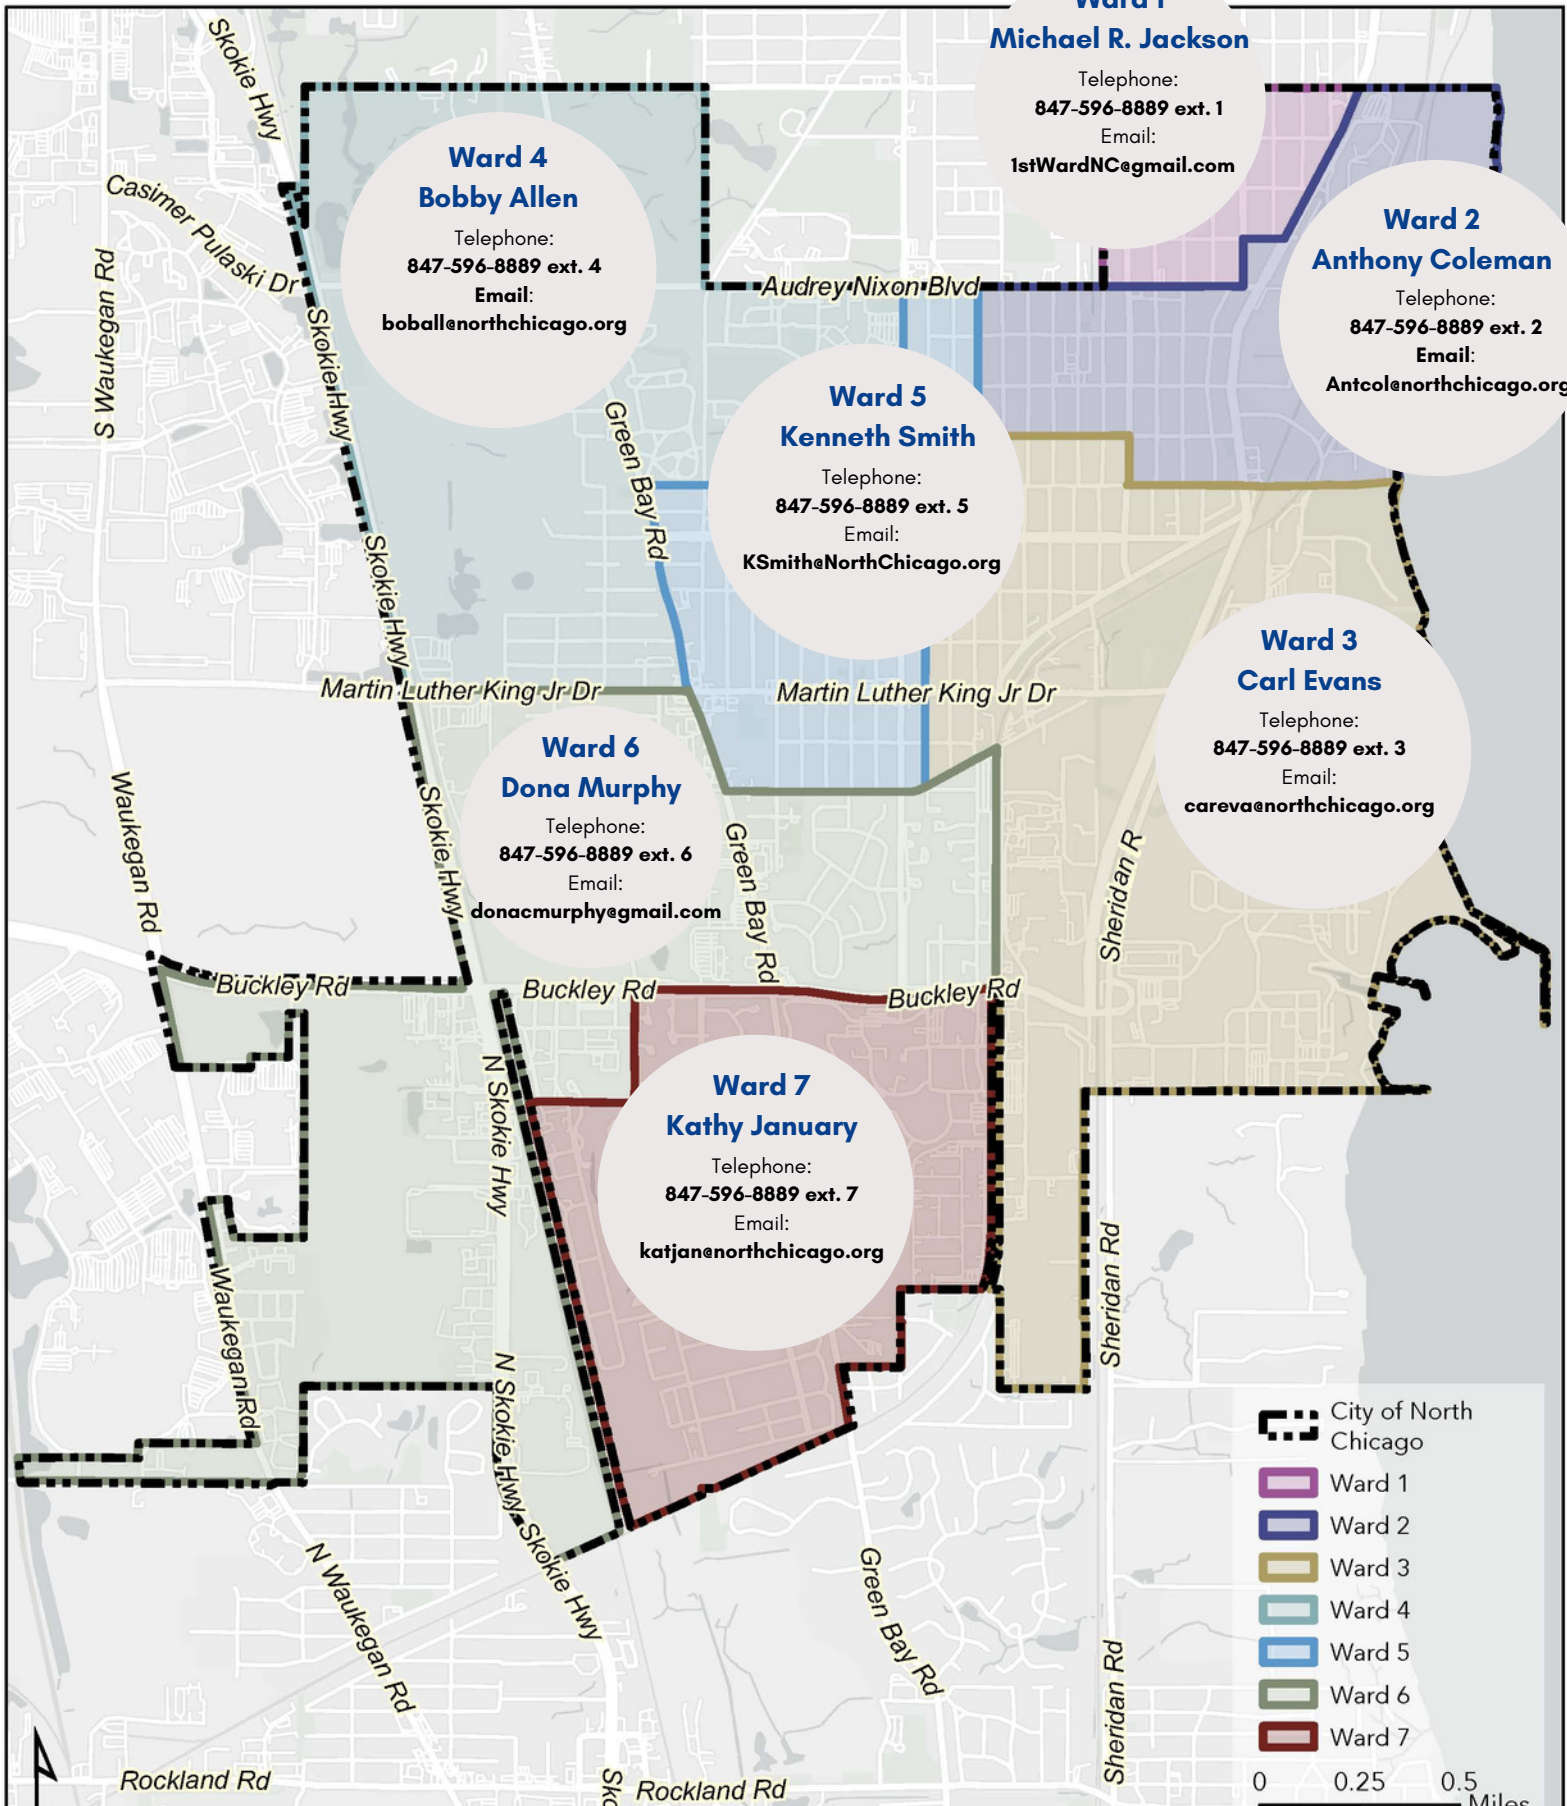 Ward 1
Michael R. Jackson
Telephone:
847-596-8889 ext. 1
Email:
1stWardNC@gmail.com
Skokie Hwy
Ward 4
Bobby Allen
Telephone:
847-596-8889 ext. 4
Email:
boball@northchicago.org
Casimer Pulaski Dr
S Waukegan Rd
Ward 2
Anthony Coleman
Telephone:
847-596-8889 ext. 2
Email:
Antcol@northchicago.org
Audrey Nixon Blvd
Skokie Hwy
Green Bay Rd
Ward 5
Kenneth Smith
Telephone:
847-596-8889 ext. 5
Email:
KSmith@NorthChicago.org
Skokie Hwy
Ward 3
Carl Evans
Telephone:
847-596-8889 ext. 3
Email:
careva@northchicago.org
Martin Luther King Jr Dr
Martin Luther King Jr Dr
Ward 6
Dona Murphy
Telephone:
847-596-8889 ext. 6
Email:
donacmurphy@gmail.com
Waukegan Rd
Skokie Hwy
Green Bay Rd
Sheridan R
Buckley Rd
Buckley Rd
Buckley Rd
N Skokie Hwy
Ward 7
Kathy January
Telephone:
847-596-8889 ext. 7
Email:
katjan@northchicago.org
Waukegan Rd
Sheridan Rd
N Skokie Hwy
Skokie Hwy
N Waukegan Rd
Green Bay Rd
Sheridan Rd
City of North
Chicago
Ward 1
Ward 2
Ward 3
Ward 4
Ward 5
Ward 6
Ward 7
0 0.25 0.5
Miles
Rockland Rd
Sko
Rockland Rd